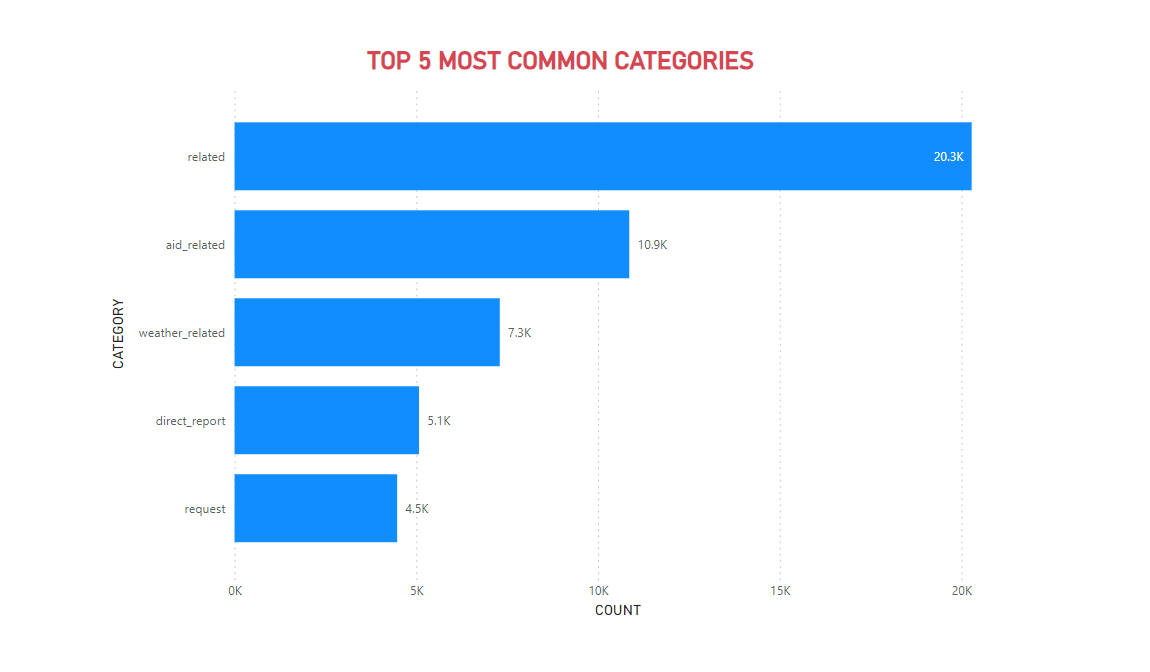 TOP 5 MOST COMMON CATEGORIES
related
20.3K
aid_related
10.9K
weather_related
7.3K
direct_report
5.1K
request
4.5K
CATEGORY
0K
5K
10K
15K
20K
COUNT